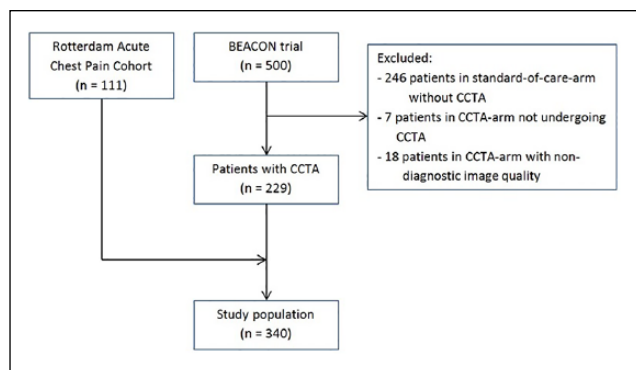 Rotterdam Acute
Chest Pain Cohort
(n = 111)
BEACON trial
(n = 500)
Excluded:
- 246 patients in standard-of-care-arm
without CCTA
- 7 patients in CCTA-arm not undergoing
CCTA
- 18 patients in CCTA-arm with non-
diagnostic image quality
Patients with CCTA
(n = 229)
Study population
(n = 340)